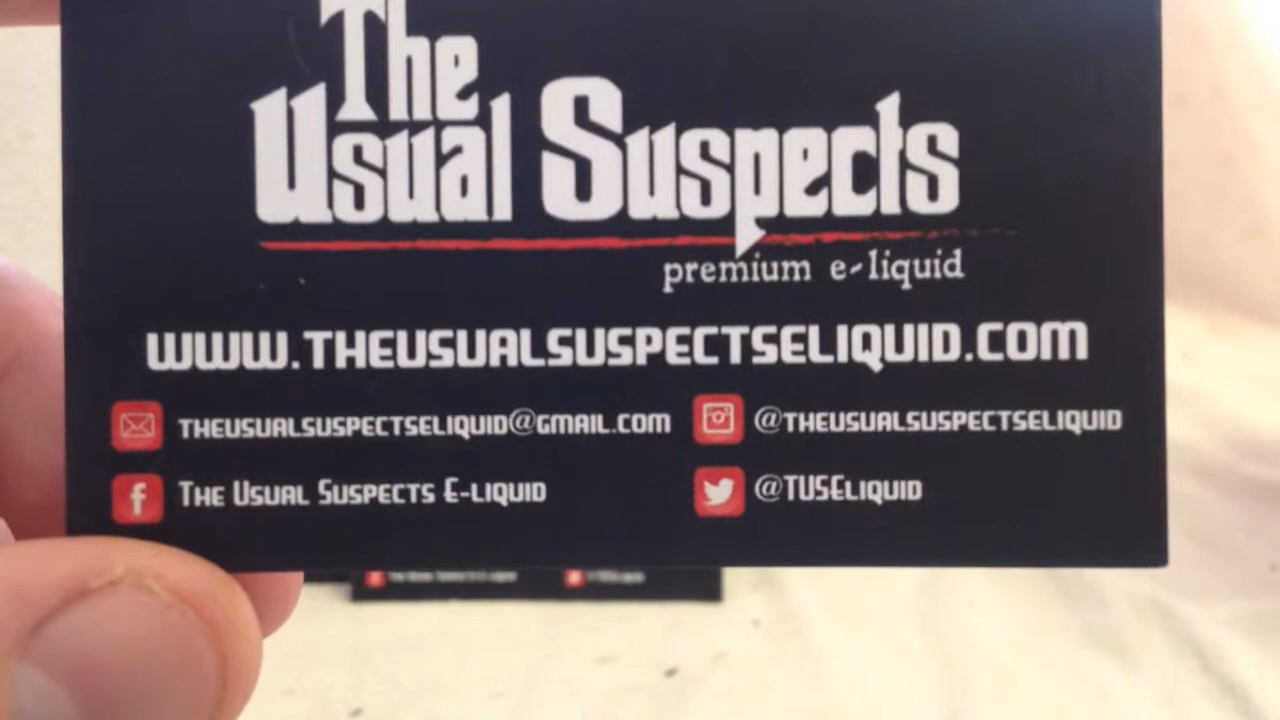 The
Usual Suspects
premium e-liquid
WWW.THEUSUALSUSPECTSELIQUID.COM
THEUSUALSUSPECTSELIQUID@GMAIL.COM
@THEUSUALSUSPECTSELIQUID
THE USUAL SUSPECTS E-LIQUID
@TUSELIQUID